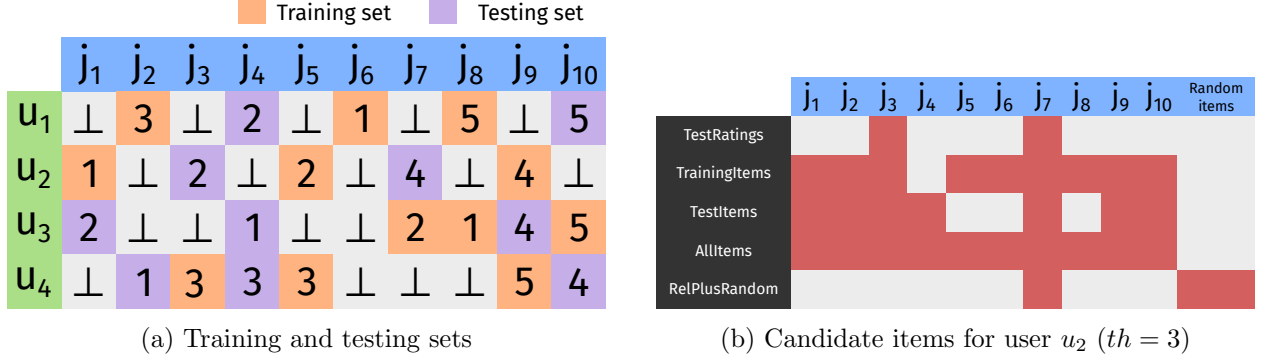 Training set Testing set
j1 j2 j3 j4 j5 j6 j7 j8 j9 j10
u1 ⊥ 3 ⊥ 2 ⊥ 1 ⊥ 5 ⊥ 5
u2 1 ⊥ 2 ⊥ 2 ⊥ 4 ⊥ 4 ⊥
u3 2 ⊥ ⊥ 1 ⊥ ⊥ 2 1 4 5
u4 ⊥ 1 3 3 3 ⊥ ⊥ ⊥ 5 4
(a) Training and testing sets
j1 j2 j3 j4 j5 j6 j7 j8 j9 j10 Random
items
TestRatings
TrainingItems
TestItems
AllItems
RelPlusRandom
(b) Candidate items for user u2 (th = 3)